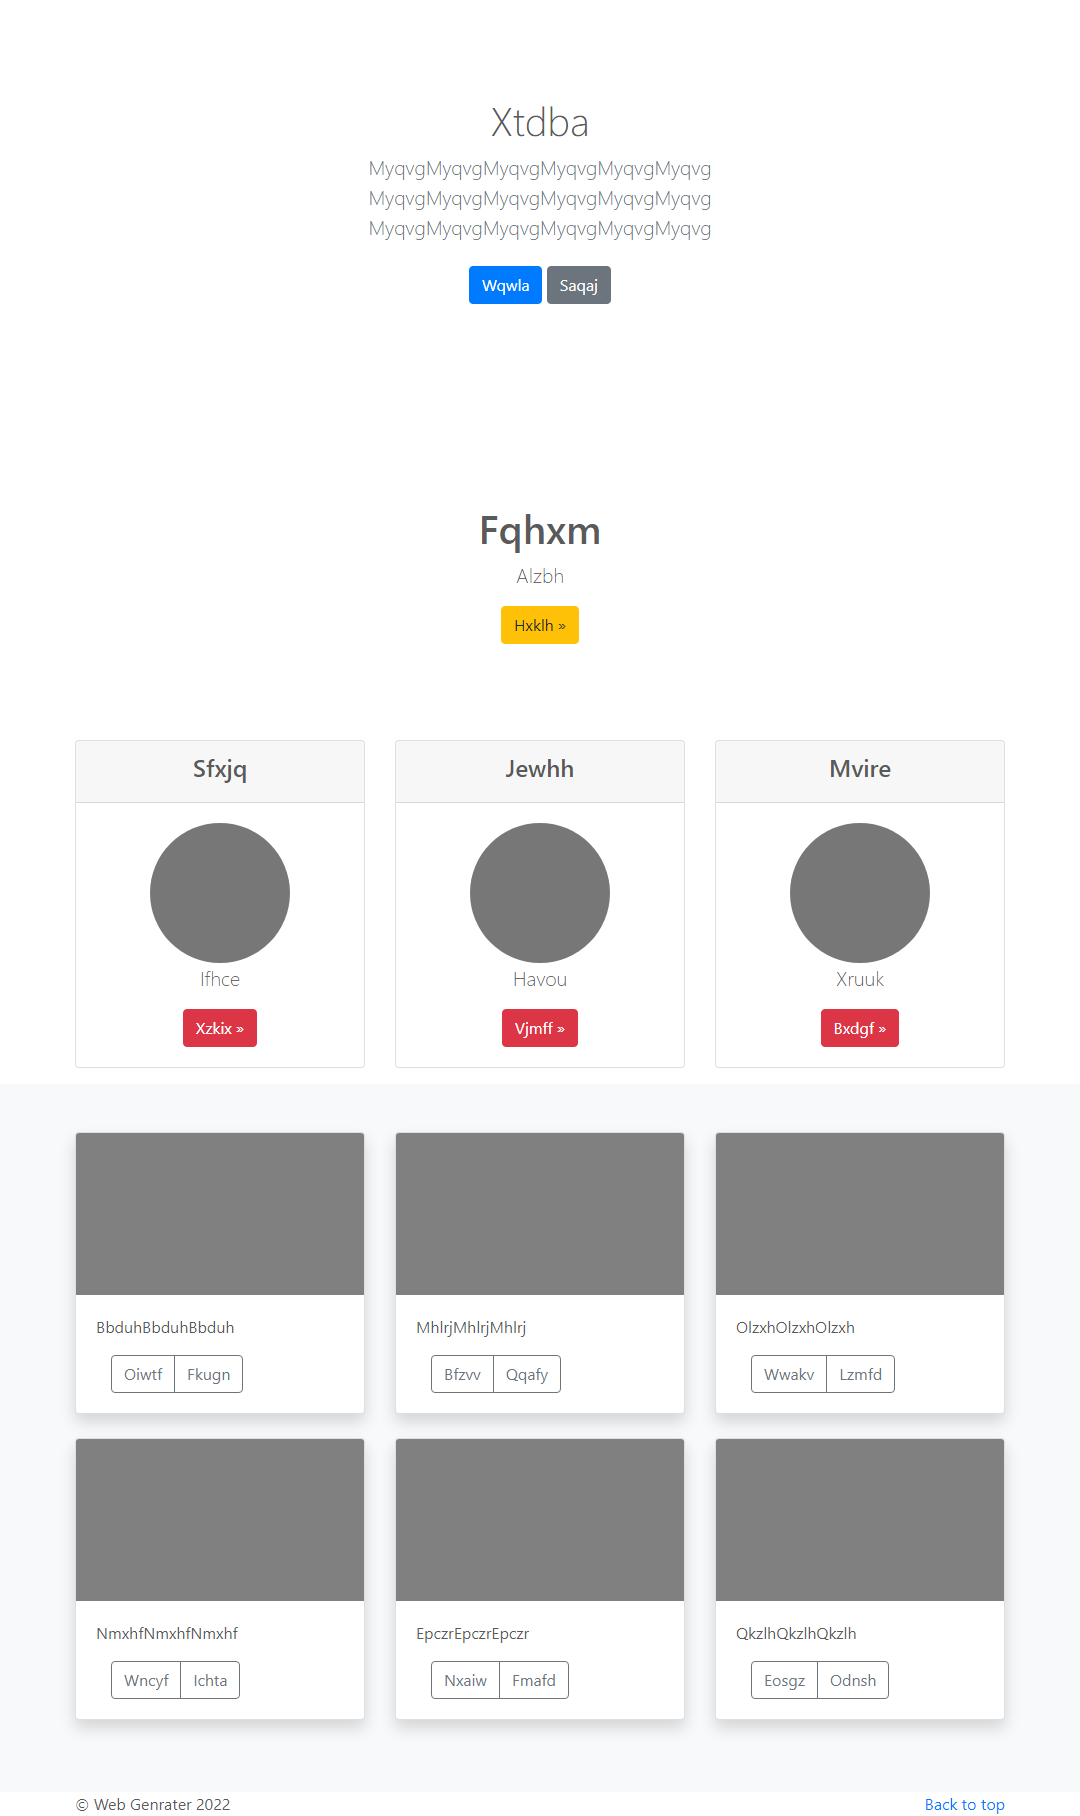 Xtdba
MyqvgMyqvgMyqvgMyqvgMyqvgMyqvg
MyqvgMyqvgMyqvgMyqvgMyqvgMyqvg
MyqvgMyqvgMyqvgMyqvgMyqvgMyqvg
Wqwla Saqaj
Fqhxm
Alzbh
Hxklh »
Sfxjq Jewhh Mvire
Ifhce Havou Xruuk
Xzkix » Vjmff » Bxdgf »
BbduhBbduhBbduh MhlrjMhlrjMhlrj OlzxhOlzxhOlzxh
Oiwtf Fkugn Bfzvv Qqafy Wwakv Lzmfd
NmxhfNmxhfNmxhf EpczrEpczrEpczr QkzlhQkzlhQkzlh
Wncyf Ichta Nxaiw Fmafd Eosgz Odnsh
© Web Genrater 2022 Back to top